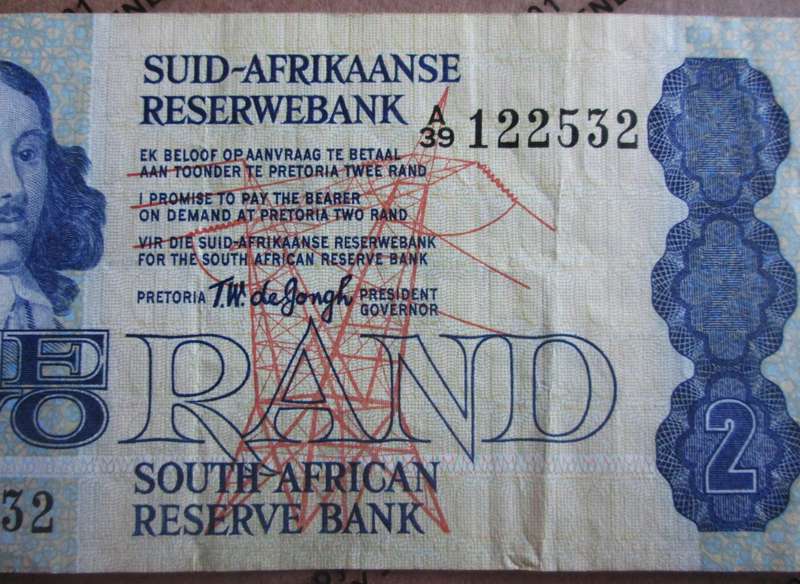 SUID-AFRIKAANSE
RESERWEBANK
A
39 122532
EK BELOOF OP AANVRAAG TE BETAAL
AAN TOONDER TE PRETORIA TWEE RAND
I PROMISE TO PAY THE BEARER
ON DEMAND AT PRETORIA TWO RAND
VIR DIE SUID-AFRIKAANSE RESERWEBANK
FOR THE SOUTH AFRICAN RESERVE BANK
PRETORIA T.W. de Jongh PRESIDENT
GOVERNOR
E
O RAND
2
SOUTH AFRICAN
RESERVE BANK
32